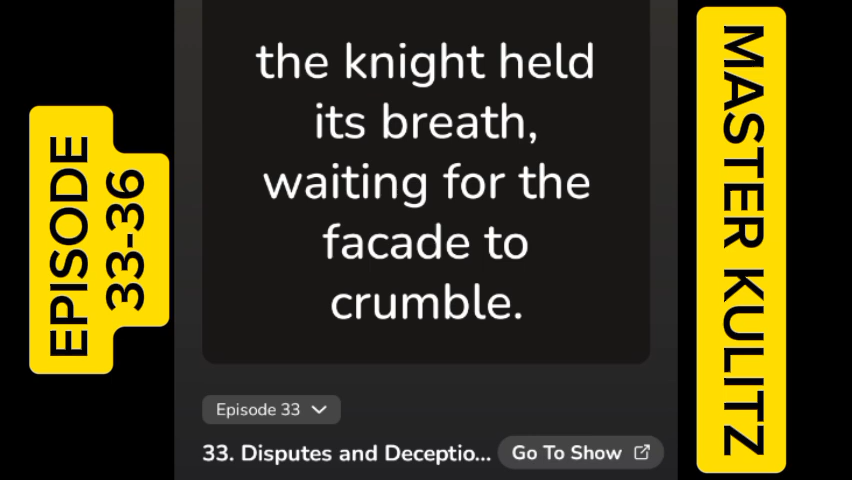 EPISODE
33-36
the knight held
its breath,
waiting for the
facade to
crumble.
Episode 33
33. Disputes and Deceptio...
Go To Show
MASTER KULITZ